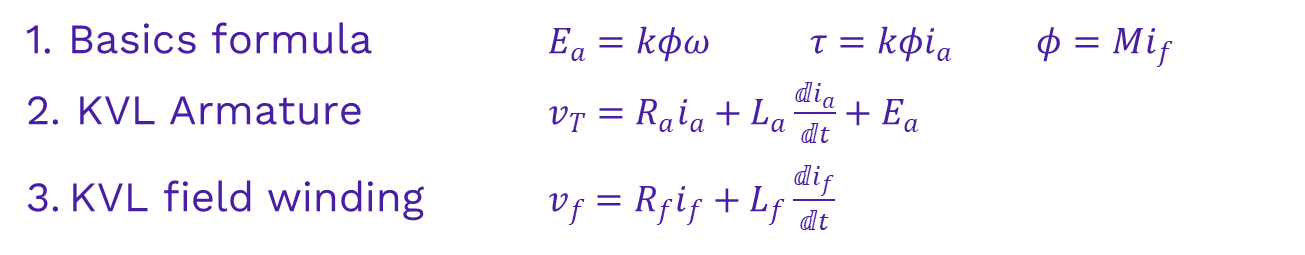 1. Basics formula E_a = kϕω τ = kϕi_a ϕ = Mi_f
2. KVL Armature v_T = R_a i_a + L_a ⅆi_a/ⅆt + E_a
3. KVL field winding v_f = R_f i_f + L_f ⅆi_f/ⅆt